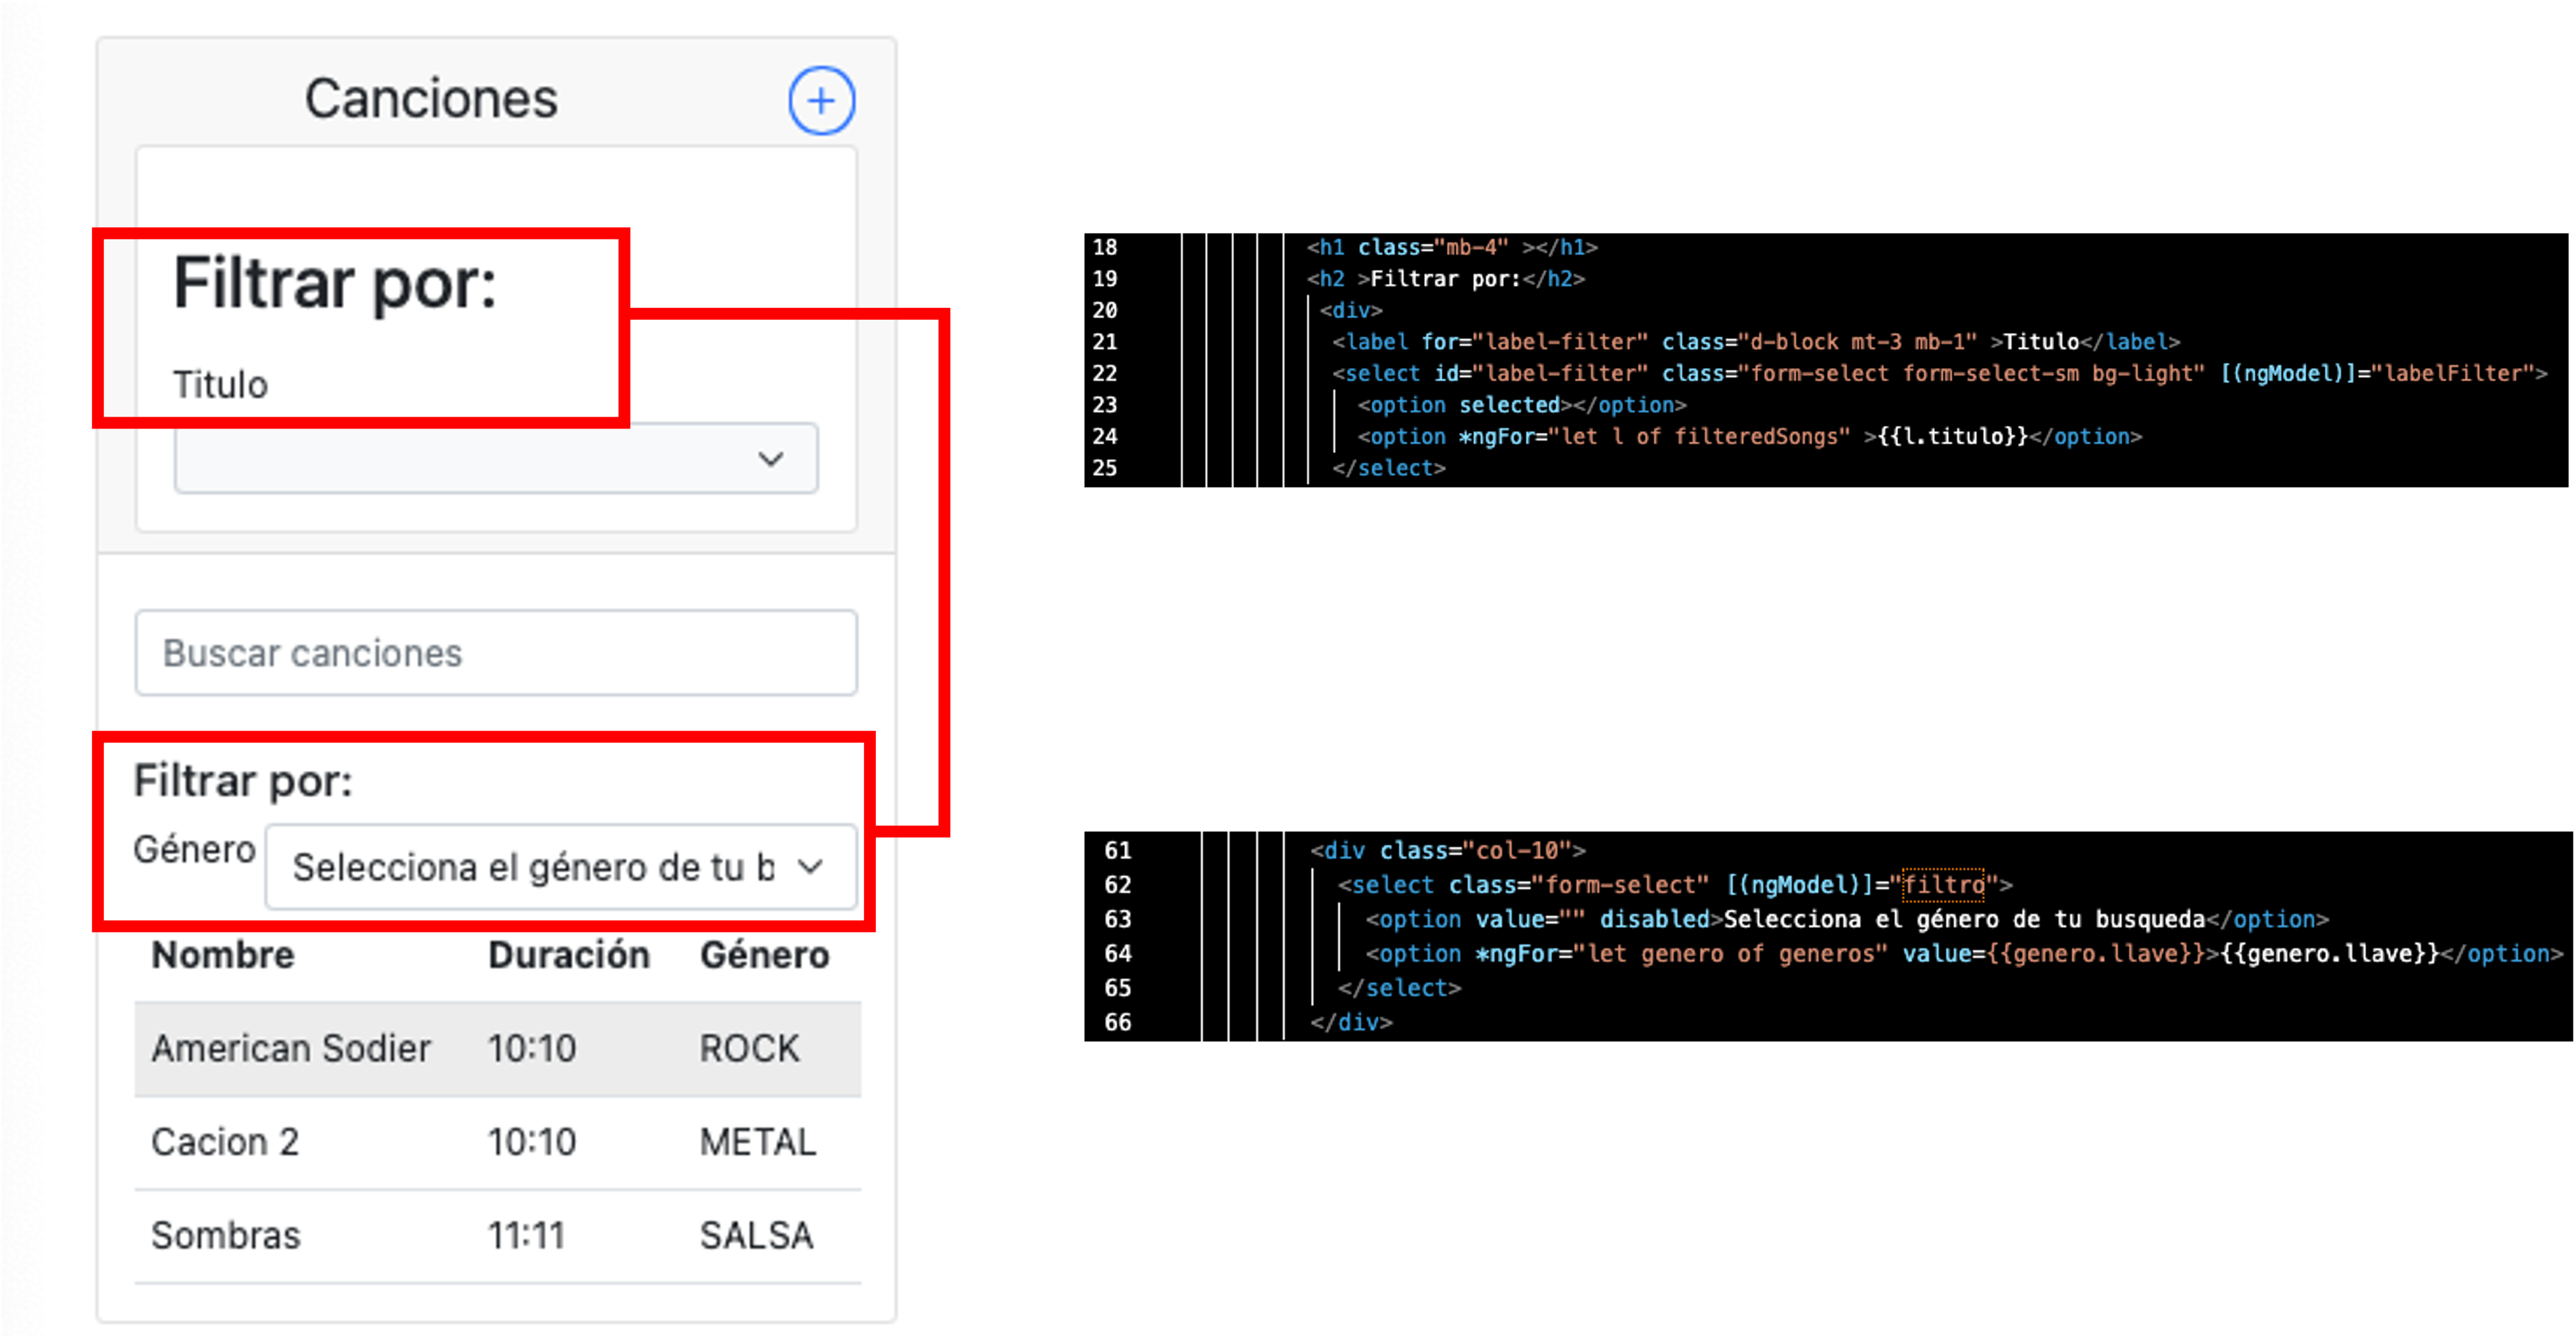 Canciones
+
Filtrar por:
Titulo
Buscar canciones
Filtrar por:
Género Selecciona el género de tu b
Nombre Duración Género
American Sodier 10:10 ROCK
Cacion 2 10:10 METAL
Sombras 11:11 SALSA
18 <h1 class="mb-4" ></h1>
19 <h2 >Filtrar por:</h2>
20 <div>
21 <label for="label-filter" class="d-block mt-3 mb-1" >Titulo</label>
22 <select id="label-filter" class="form-select form-select-sm bg-light" [(ngModel)]="labelFilter">
23 <option selected></option>
24 <option *ngFor="let l of filteredSongs" >{{l.titulo}}</option>
25 </select>
61 <div class="col-10">
62 <select class="form-select" [(ngModel)]="filtro">
63 <option value="" disabled>Selecciona el género de tu busqueda</option>
64 <option *ngFor="let genero of generos" value={{genero.llave}}>{{genero.llave}}</option>
65 </select>
66 </div>